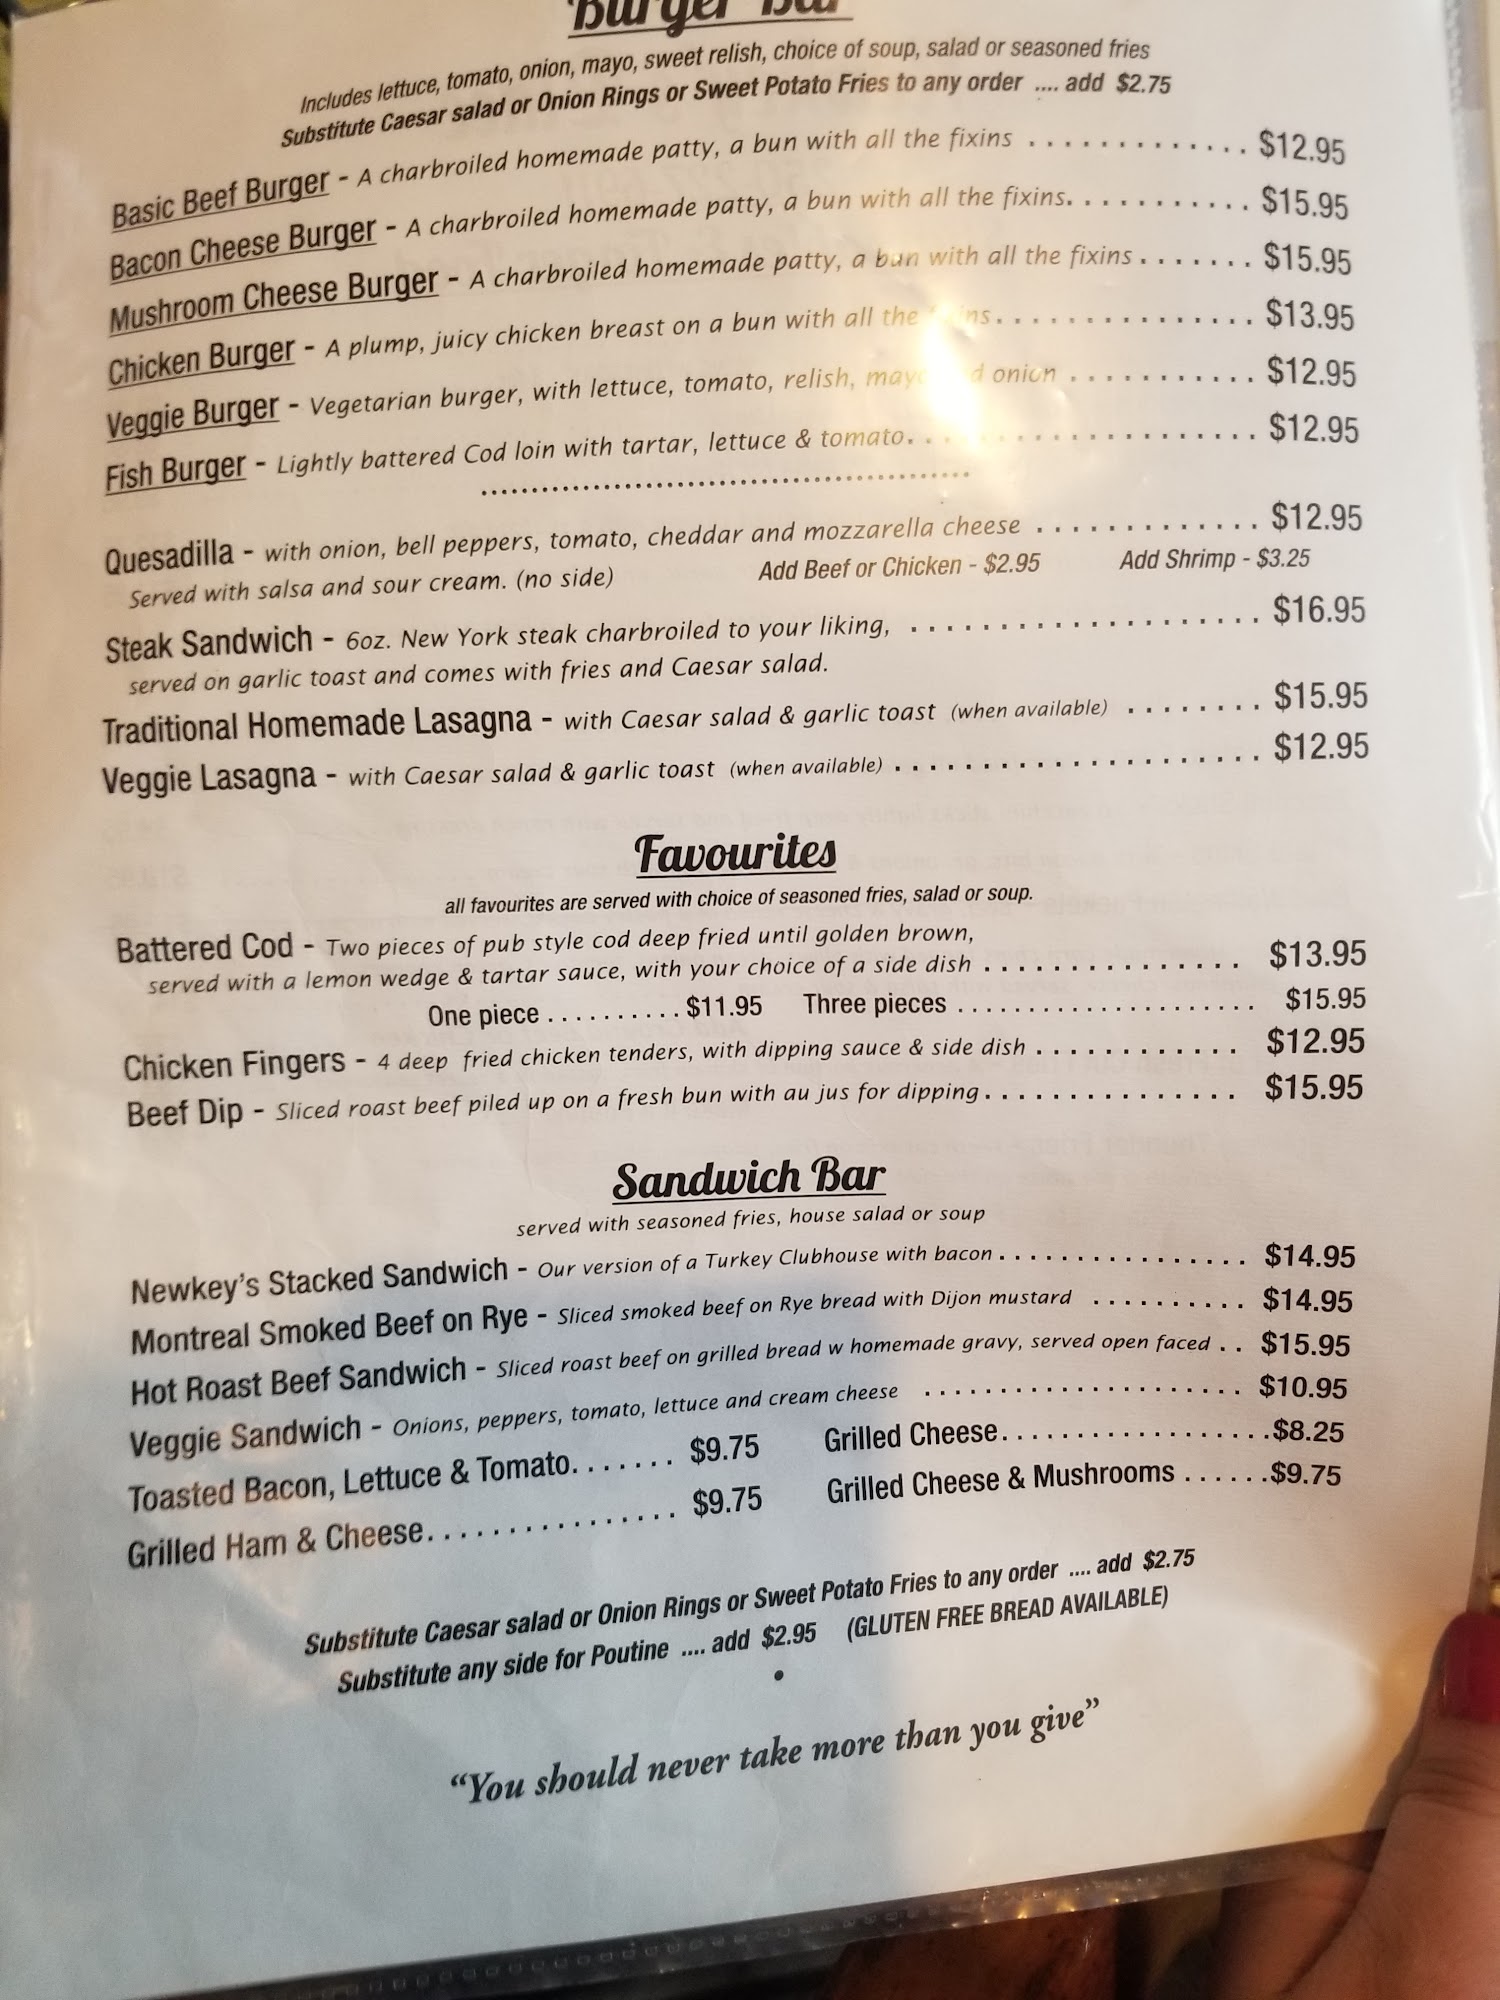 Burger Bar
Includes lettuce, tomato, onion, mayo, sweet relish, choice of soup, salad or seasoned fries
Substitute Caesar salad or Onion Rings or Sweet Potato Fries to any order .... add $2.75
Basic Beef Burger - A charbroiled homemade patty, a bun with all the fixins . . . . . . . . . . . . . $12.95
Bacon Cheese Burger - A charbroiled homemade patty, a bun with all the fixins. . . . . . . . . . . $15.95
Mushroom Cheese Burger - A charbroiled homemade patty, a bun with all the fixins . . . . . . . $15.95
Chicken Burger - A plump, juicy chicken breast on a bun with all the fixins. . . . . . . . . . . . . . . $13.95
Veggie Burger - Vegetarian burger, with lettuce, tomato, relish, mayo and onion . . . . . . . . . . . $12.95
Fish Burger - Lightly battered Cod loin with tartar, lettuce & tomato. . . . . . . . . . . . . . . . . . . . $12.95
Quesadilla - with onion, bell peppers, tomato, cheddar and mozzarella cheese . . . . . . . . . . . . . $12.95
Served with salsa and sour cream. (no side) Add Beef or Chicken - $2.95 Add Shrimp - $3.25
Steak Sandwich - 6oz. New York steak charbroiled to your liking, . . . . . . . . . . . . . . . . . . . $16.95
served on garlic toast and comes with fries and Caesar salad.
Traditional Homemade Lasagna - with Caesar salad & garlic toast (when available) . . . . . . . . $15.95
Veggie Lasagna - with Caesar salad & garlic toast (when available) . . . . . . . . . . . . . . . . . . . . $12.95
Favourites
all favourites are served with choice of seasoned fries, salad or soup.
Battered Cod - Two pieces of pub style cod deep fried until golden brown,
served with a lemon wedge & tartar sauce, with your choice of a side dish . . . . . . . . . . . . . . . $13.95
One piece . . . . . . . . . . $11.95 Three pieces . . . . . . . . . . . . . . . . . . . . . $15.95
Chicken Fingers - 4 deep fried chicken tenders, with dipping sauce & side dish . . . . . . . . . . . . $12.95
Beef Dip - Sliced roast beef piled up on a fresh bun with au jus for dipping. . . . . . . . . . . . . . . $15.95
Sandwich Bar
served with seasoned fries, house salad or soup
Newkey's Stacked Sandwich - Our version of a Turkey Clubhouse with bacon . . . . . . . . . . . . . . . $14.95
Montreal Smoked Beef on Rye - Sliced smoked beef on Rye bread with Dijon mustard . . . . . . . . . . $14.95
Hot Roast Beef Sandwich - Sliced roast beef on grilled bread w homemade gravy, served open faced . . $15.95
Veggie Sandwich - Onions, peppers, tomato, lettuce and cream cheese . . . . . . . . . . . . . . . . . . . $10.95
Toasted Bacon, Lettuce & Tomato. . . . . . . $9.75 Grilled Cheese. . . . . . . . . . . . . . . . . .$8.25
Grilled Ham & Cheese. . . . . . . . . . . . . . . . $9.75 Grilled Cheese & Mushrooms . . . . . .$9.75
Substitute Caesar salad or Onion Rings or Sweet Potato Fries to any order .... add $2.75
Substitute any side for Poutine .... add $2.95 (GLUTEN FREE BREAD AVAILABLE)
•
“You should never take more than you give”